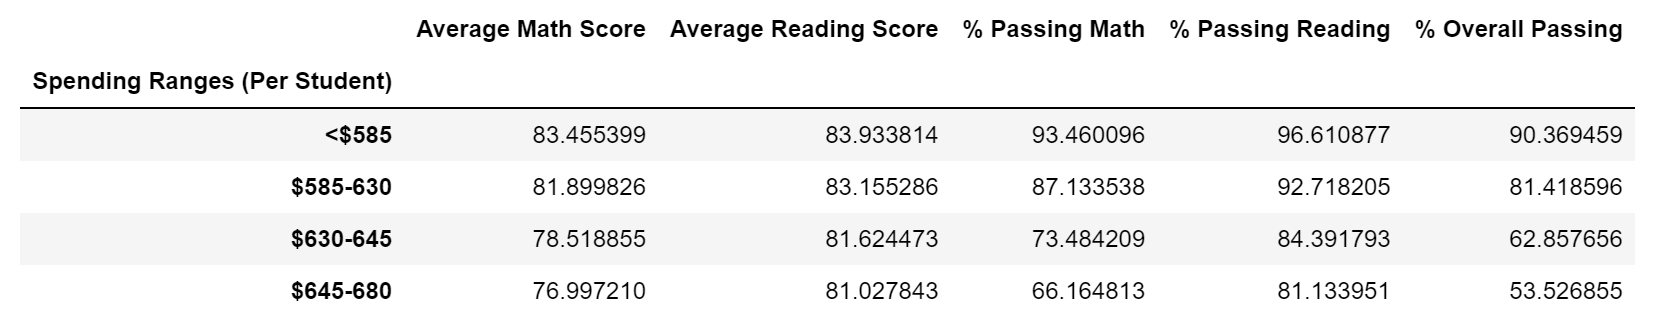 Average Math Score Average Reading Score % Passing Math % Passing Reading % Overall Passing
Spending Ranges (Per Student)
<$585 83.455399 83.933814 93.460096 96.610877 90.369459
$585-630 81.899826 83.155286 87.133538 92.718205 81.418596
$630-645 78.518855 81.624473 73.484209 84.391793 62.857656
$645-680 76.997210 81.027843 66.164813 81.133951 53.526855